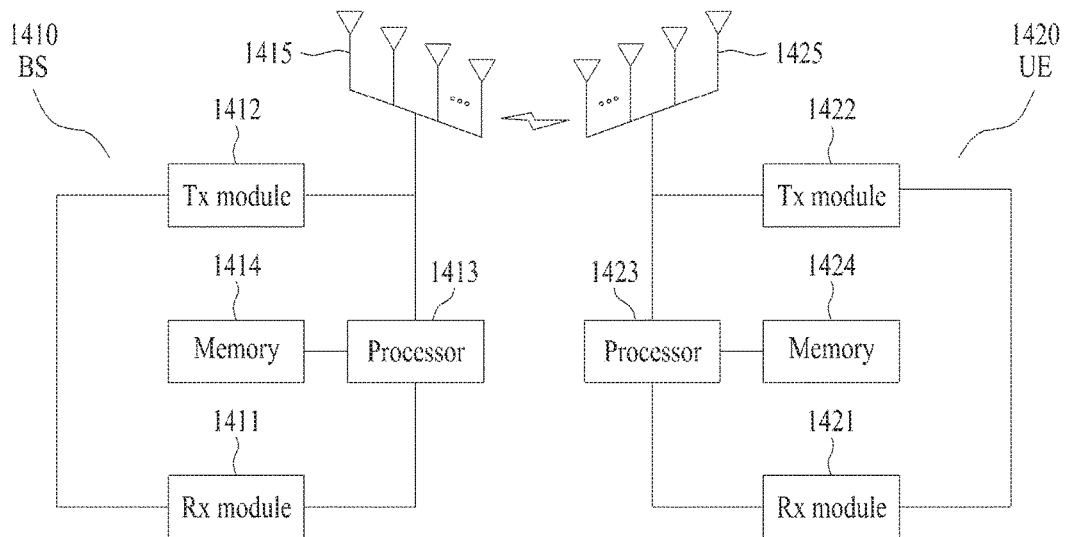 1410
BS
1415
1425
1420
UE
1412
Tx module
1422
Tx module
1414
Memory
1413
Processor
1423
Processor
1424
Memory
1411
Rx module
1421
Rx module